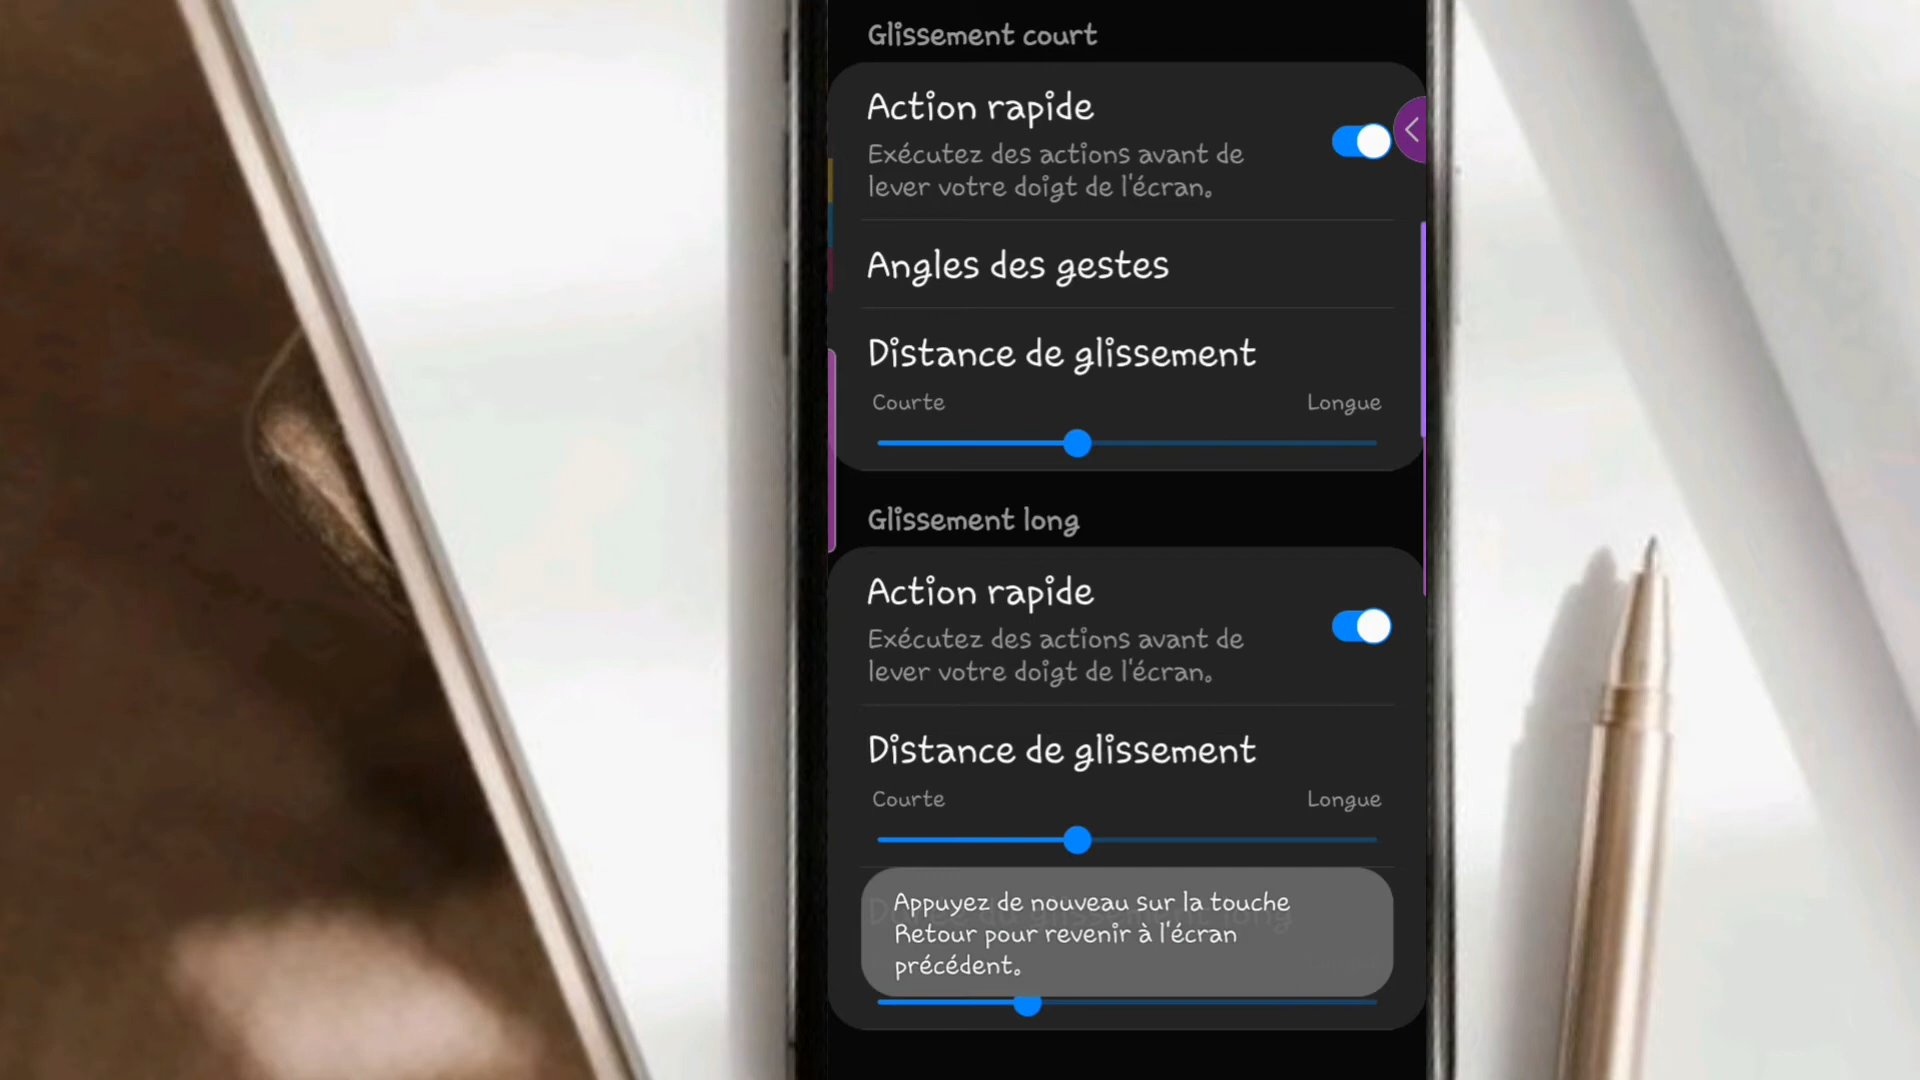 Glissement court
Action rapide
Exécutez des actions avant de
lever votre doigt de l'écran.
Angles des gestes
Distance de glissement
Courte Longue
Glissement long
Action rapide
Exécutez des actions avant de
lever votre doigt de l'écran.
Distance de glissement
Courte Longue
Appuyez de nouveau sur la touche
Retour pour revenir à l'écran
précédent.